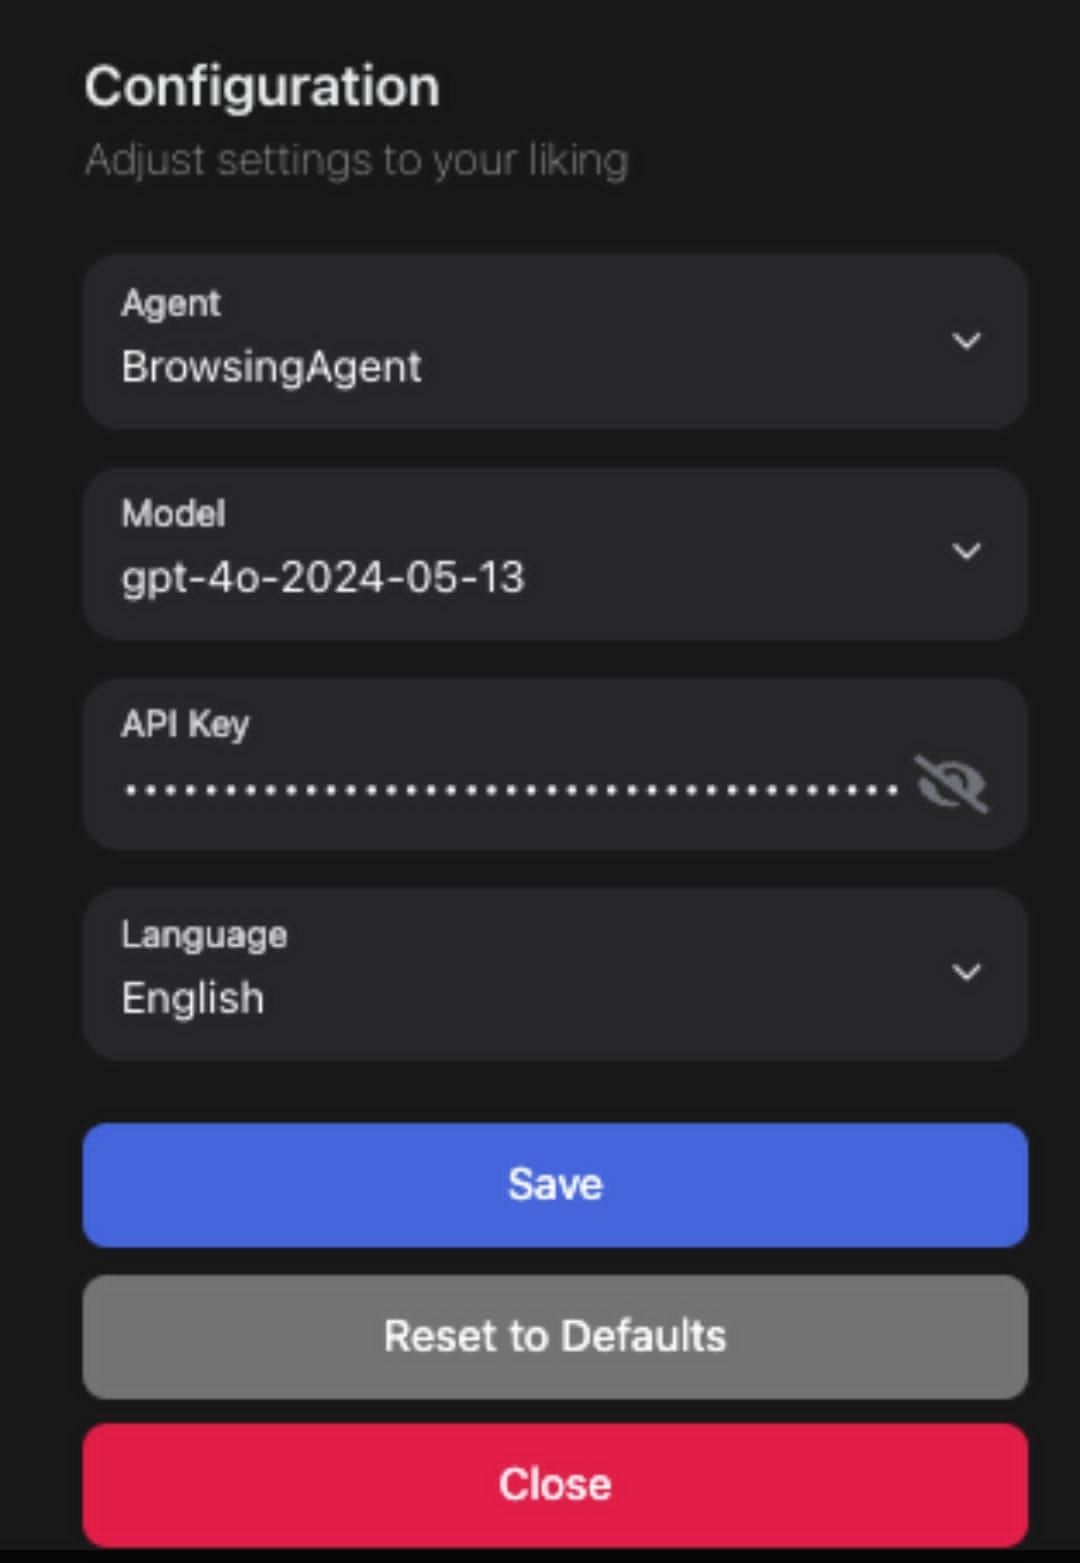 Configuration
Adjust settings to your liking
Agent
BrowsingAgent
Model
gpt-4o-2024-05-13
API Key
•••••••••••••••••••••••••••••••••••••••
Language
English
Save
Reset to Defaults
Close